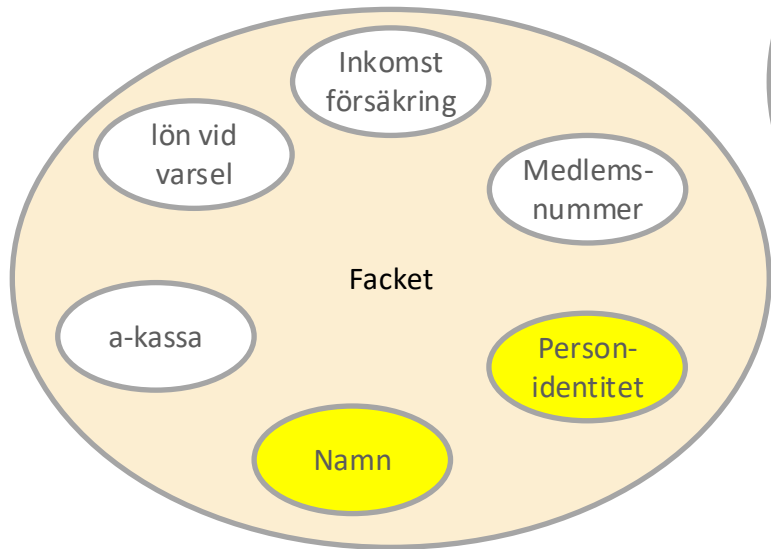 Inkomst
försäkring
lön vid
varsel
Medlems-
nummer
Facket
a-kassa
Person-
identitet
Namn